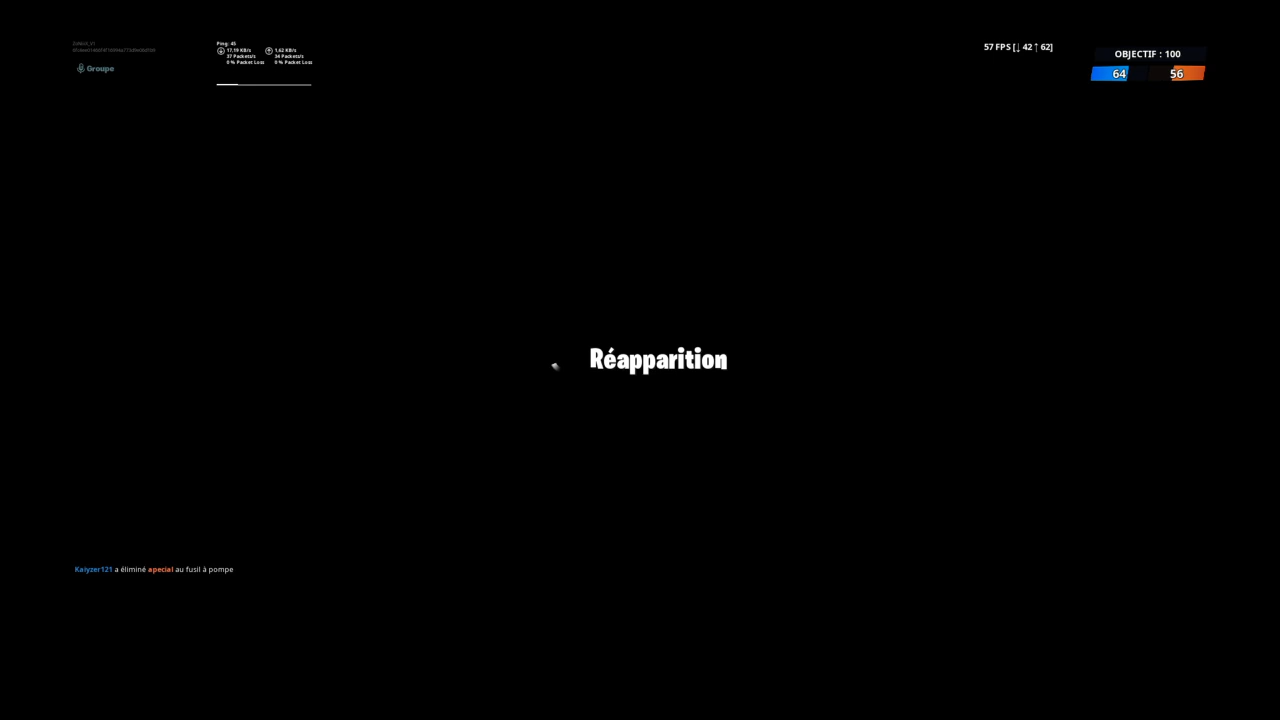 Groupe
Ping: 45
17,19 KB/s
37 Packets/s
0 % Packet Loss
1,62 KB/s
34 Packets/s
0 % Packet Loss
57 FPS [↓ 42 ↑ 62]
OBJECTIF : 100
64 56
Réapparition
Kaiyzer121 a éliminé apecial au fusil à pompe